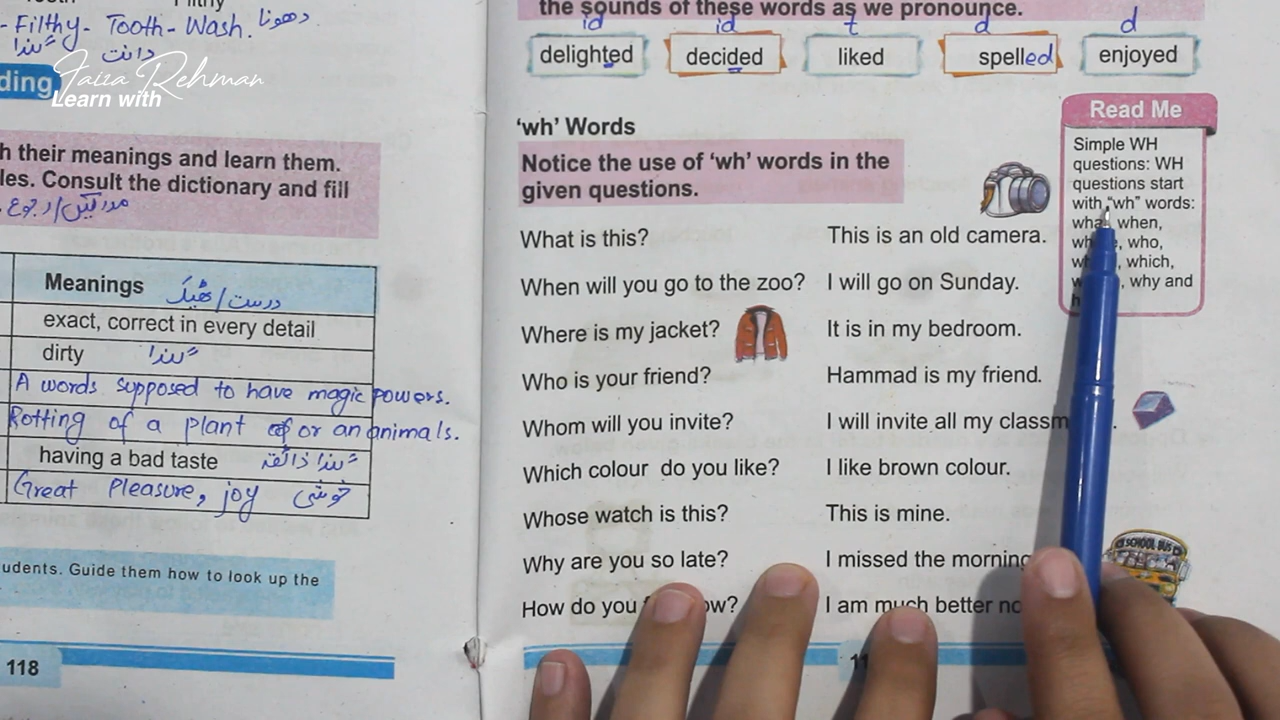 Filthy
- Filthy - Tooth - Wash. دھونا
گندا دانت
Faiza Rehman
Learn with
ding
h their meanings and learn them.
les. Consult the dictionary and fill
Meanings درست/ٹھیک
exact, correct in every detail
dirty گندا
A words supposed to have magic powers.
Rotting of a plant or an animals.
having a bad taste گندا ذائقہ
Great Pleasure, joy خوشی
udents. Guide them how to look up the
118
the sounds of these words as we pronounce.
id id t d d
delighted decided liked spelled enjoyed
'wh' Words
Notice the use of 'wh' words in the
given questions.
What is this? This is an old camera.
When will you go to the zoo? I will go on Sunday.
Where is my jacket? It is in my bedroom.
Who is your friend? Hammad is my friend.
Whom will you invite? I will invite all my classm
Which colour do you like? I like brown colour.
Whose watch is this? This is mine.
Why are you so late? I missed the morning
How do you ow? I am much better no
Read Me
Simple WH
questions: WH
questions start
with "wh" words:
what, when,
who,
which,
why and
SCHOOL BUS